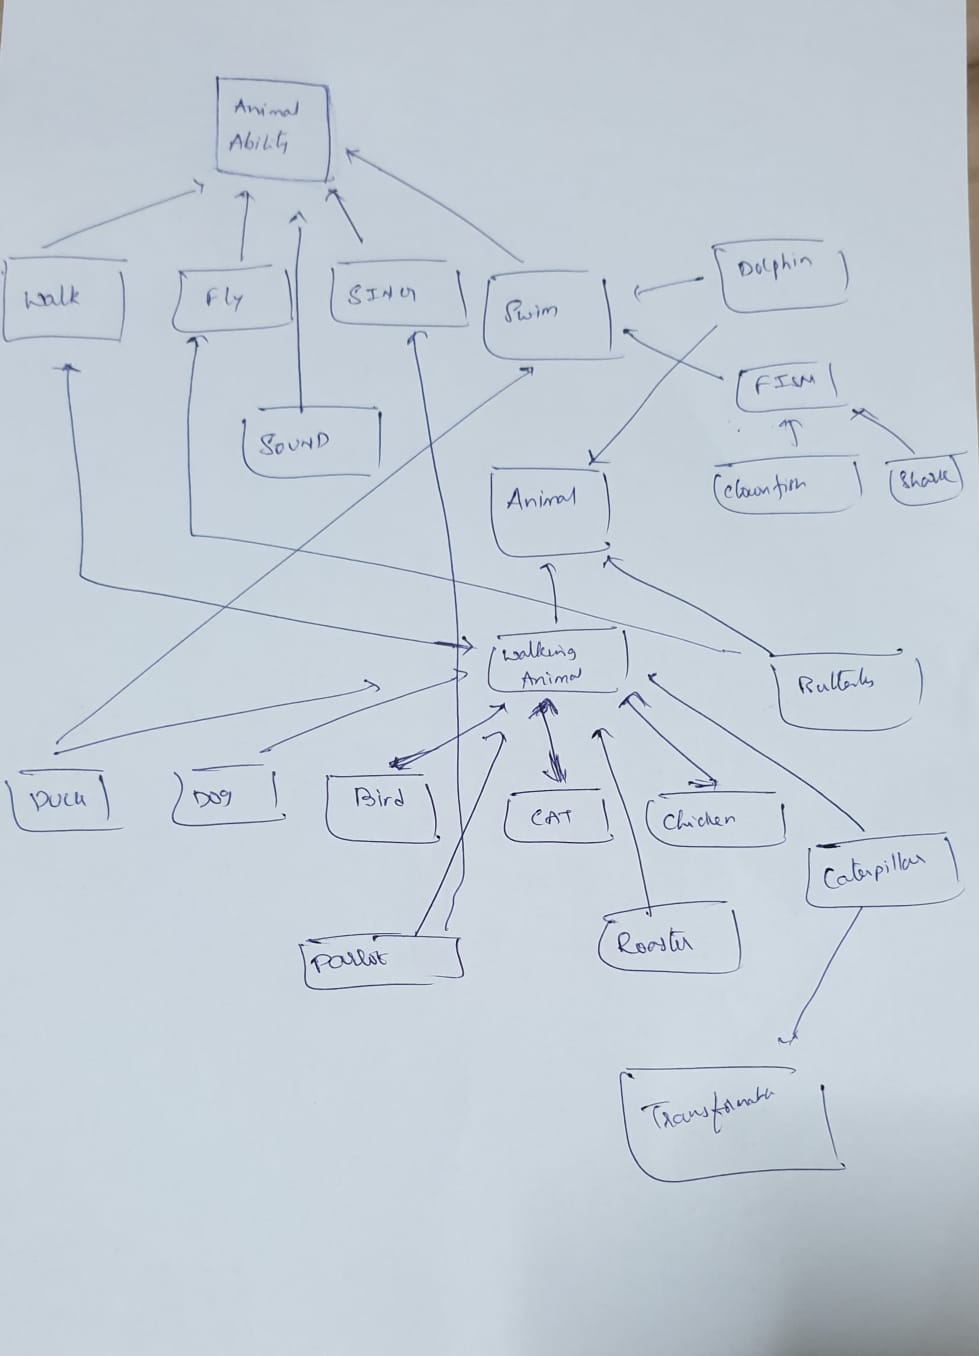 Animal
Ability
Walk
Fly
SING
Swim
Dolphin
FISH
SOUND
Animal
Clownfish
Shark
Walking
Animal
Butterfly
DUCK
DOg
Bird
CAT
Chicken
Caterpillar
Parrot
Rooster